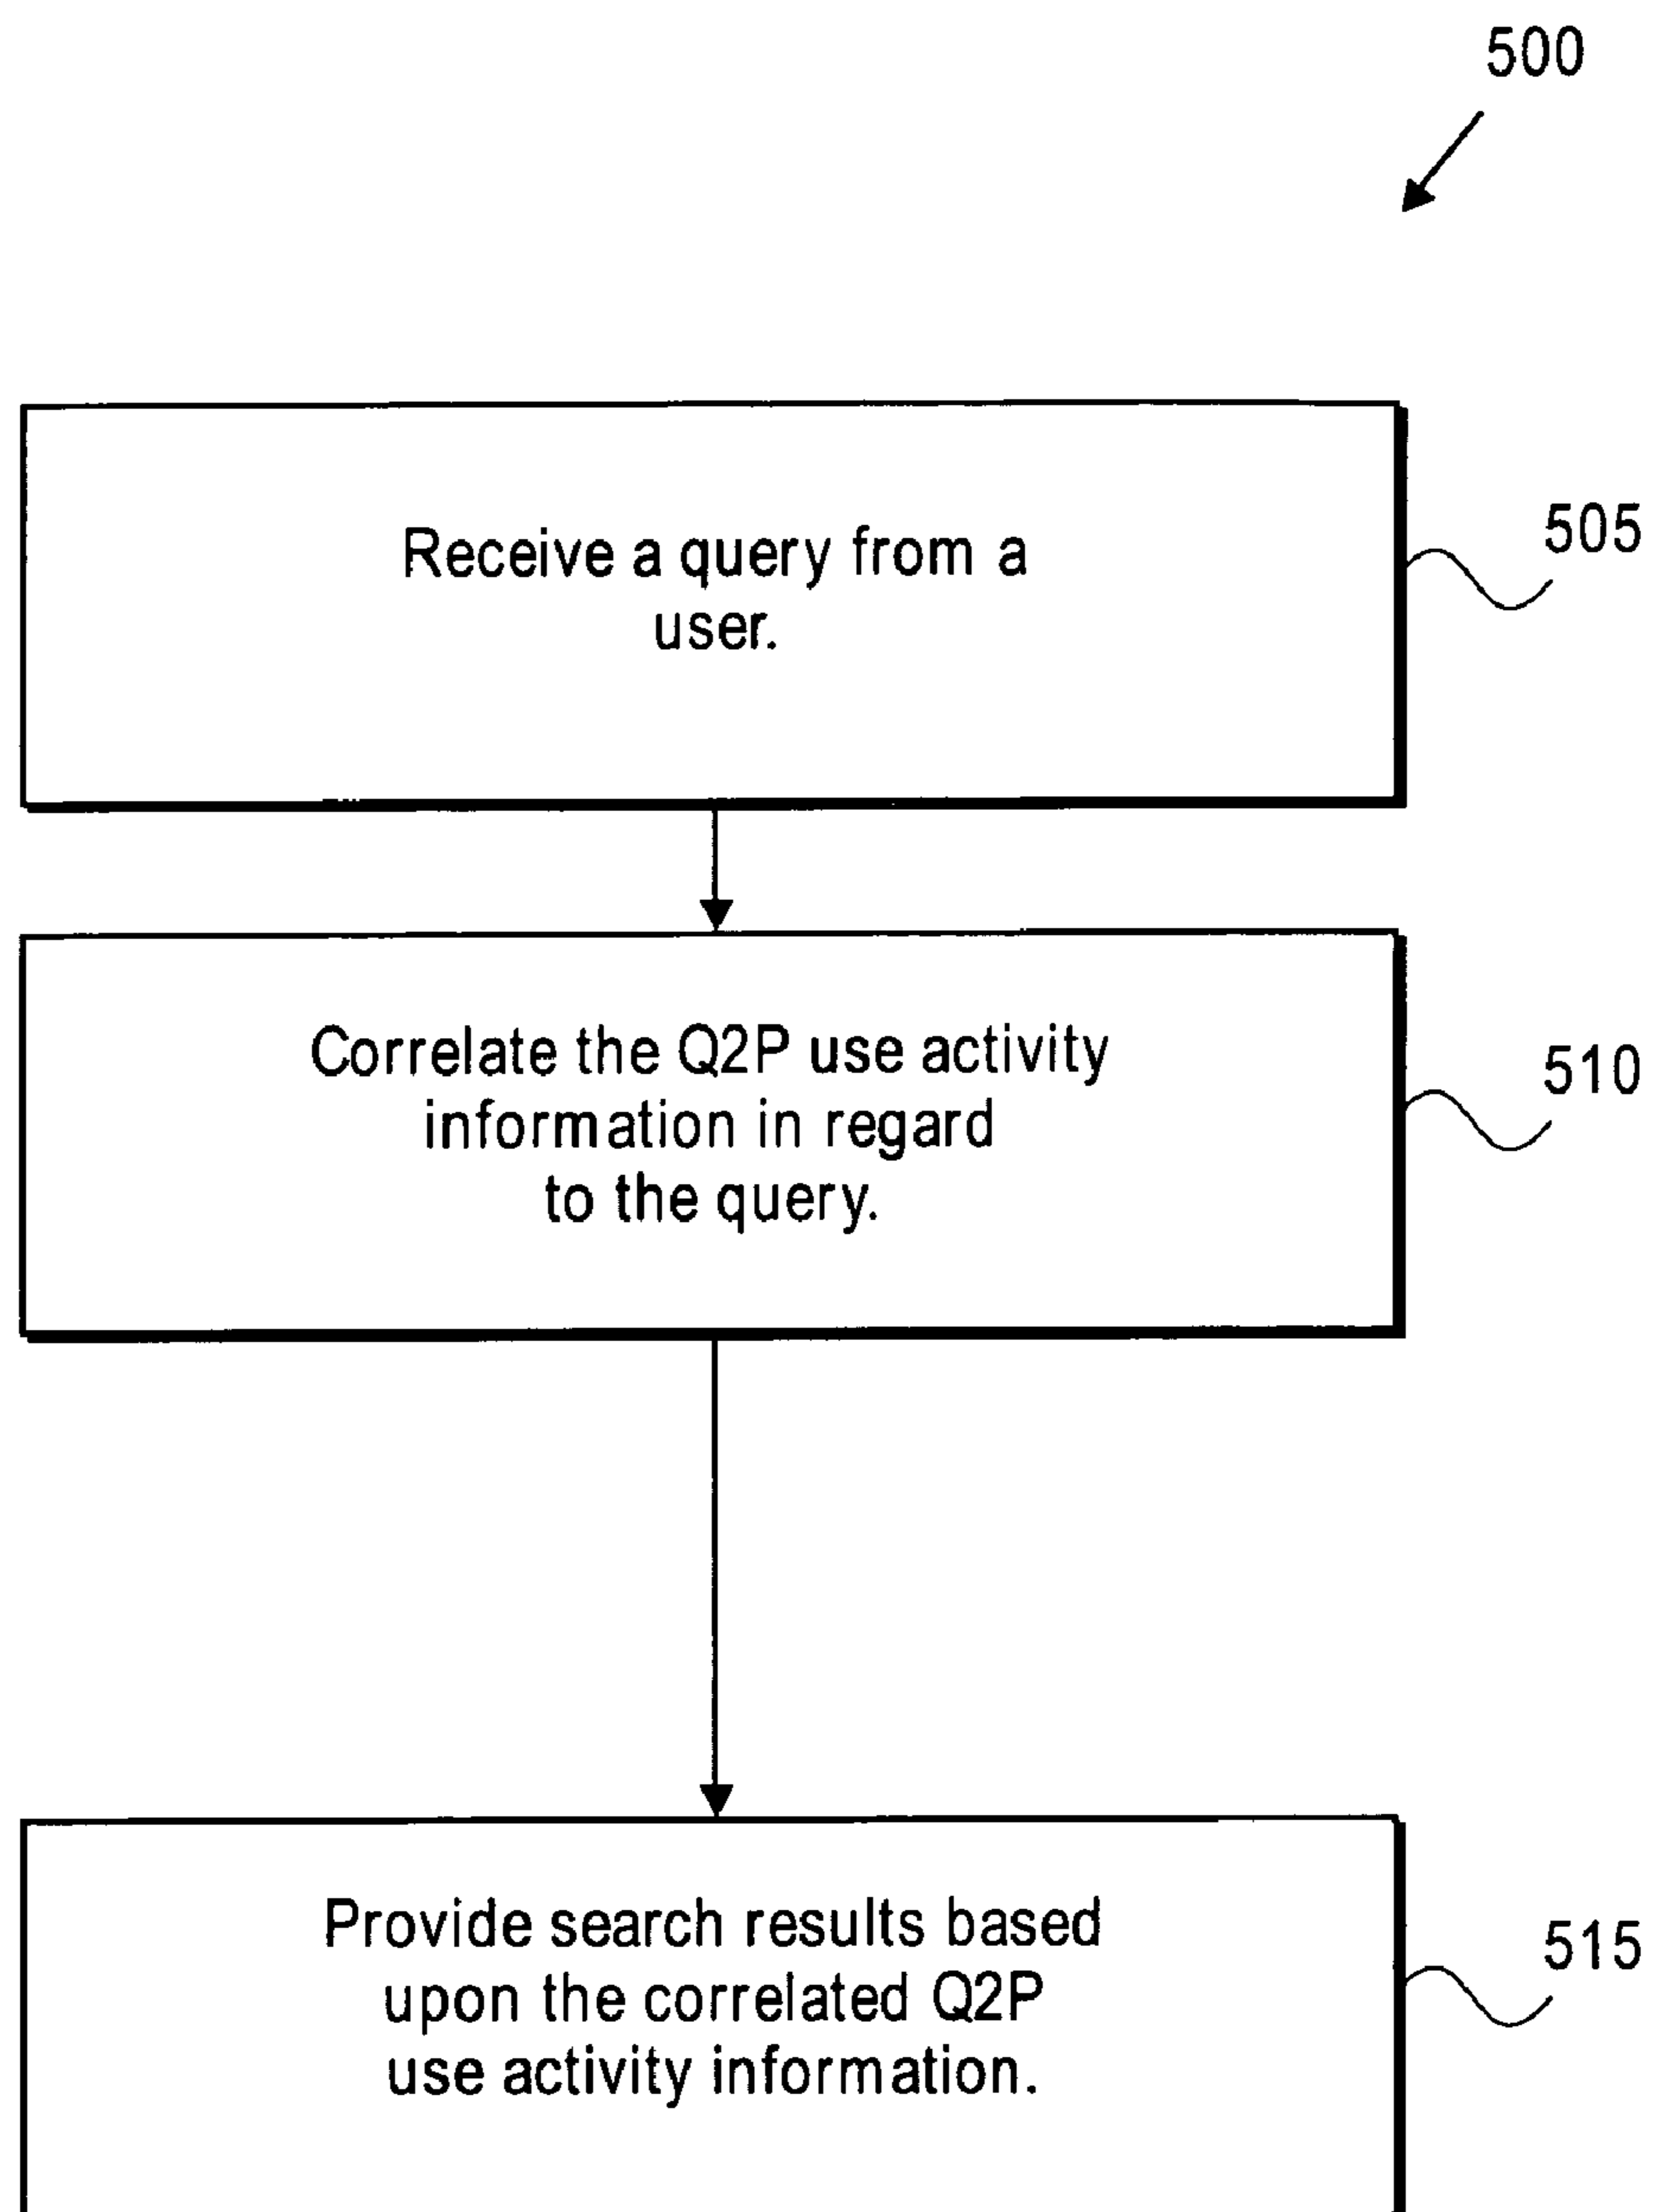 500
Receive a query from a
user.
505
Correlate the Q2P use activity
information in regard
to the query.
510
Provide search results based
upon the correlated Q2P
use activity information.
515